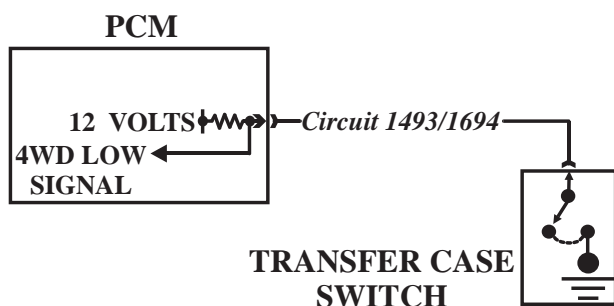 PCM
12 VOLTS
Circuit 1493/1694
4WD LOW
SIGNAL
TRANSFER CASE
SWITCH